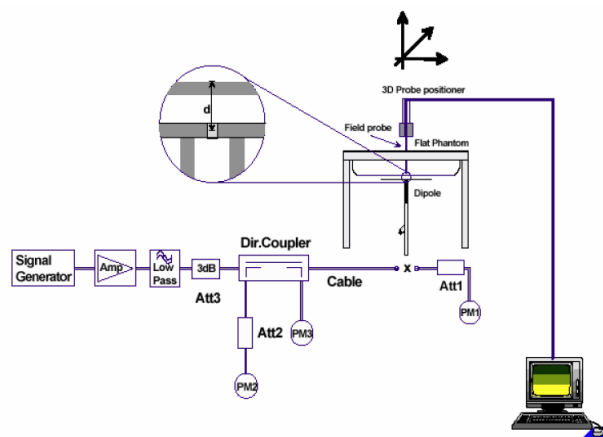 d
3D Probe positioner
Field probe
Flat Phantom
Dipole
Dir.Coupler
Signal
Generator
Amp
Low
Pass
3dB
Att3
Cable
x
Att1
PM1
Att2
PM3
PM2